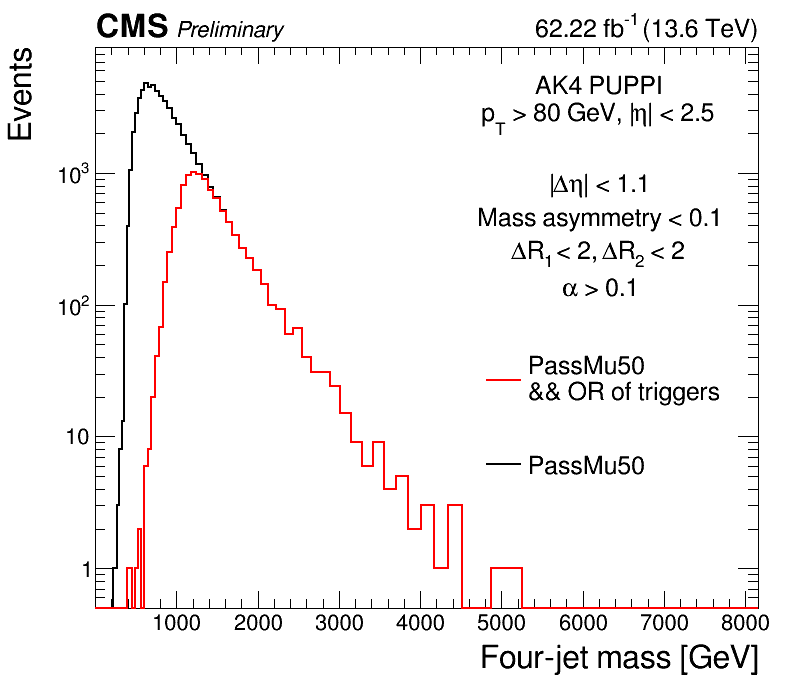 CMS Preliminary 62.22 fb⁻¹ (13.6 TeV)
Events
AK4 PUPPI
p_T > 80 GeV, |η| < 2.5
|Δη| < 1.1
Mass asymmetry < 0.1
ΔR₁ < 2, ΔR₂ < 2
α > 0.1
PassMu50
&& OR of triggers
PassMu50
10³
10²
10
1
1000 2000 3000 4000 5000 6000 7000 8000
Four-jet mass [GeV]